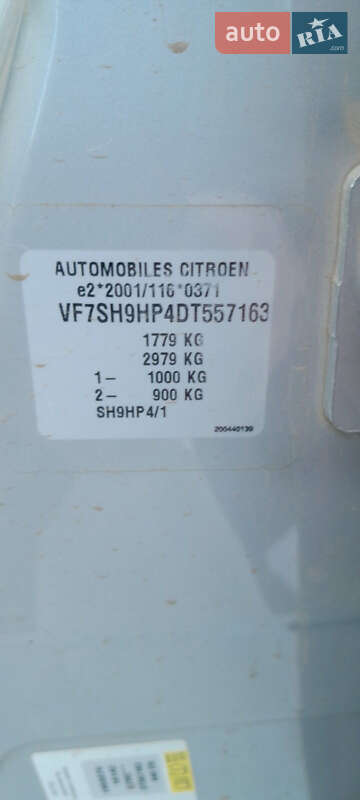 auto RIA .com
AUTOMOBILES CITROEN
e2*2001/116*0371
VF7SH9HP4DT557163
1779 KG
2979 KG
1- 1000 KG
2- 900 KG
SH9HP4/1
200440139